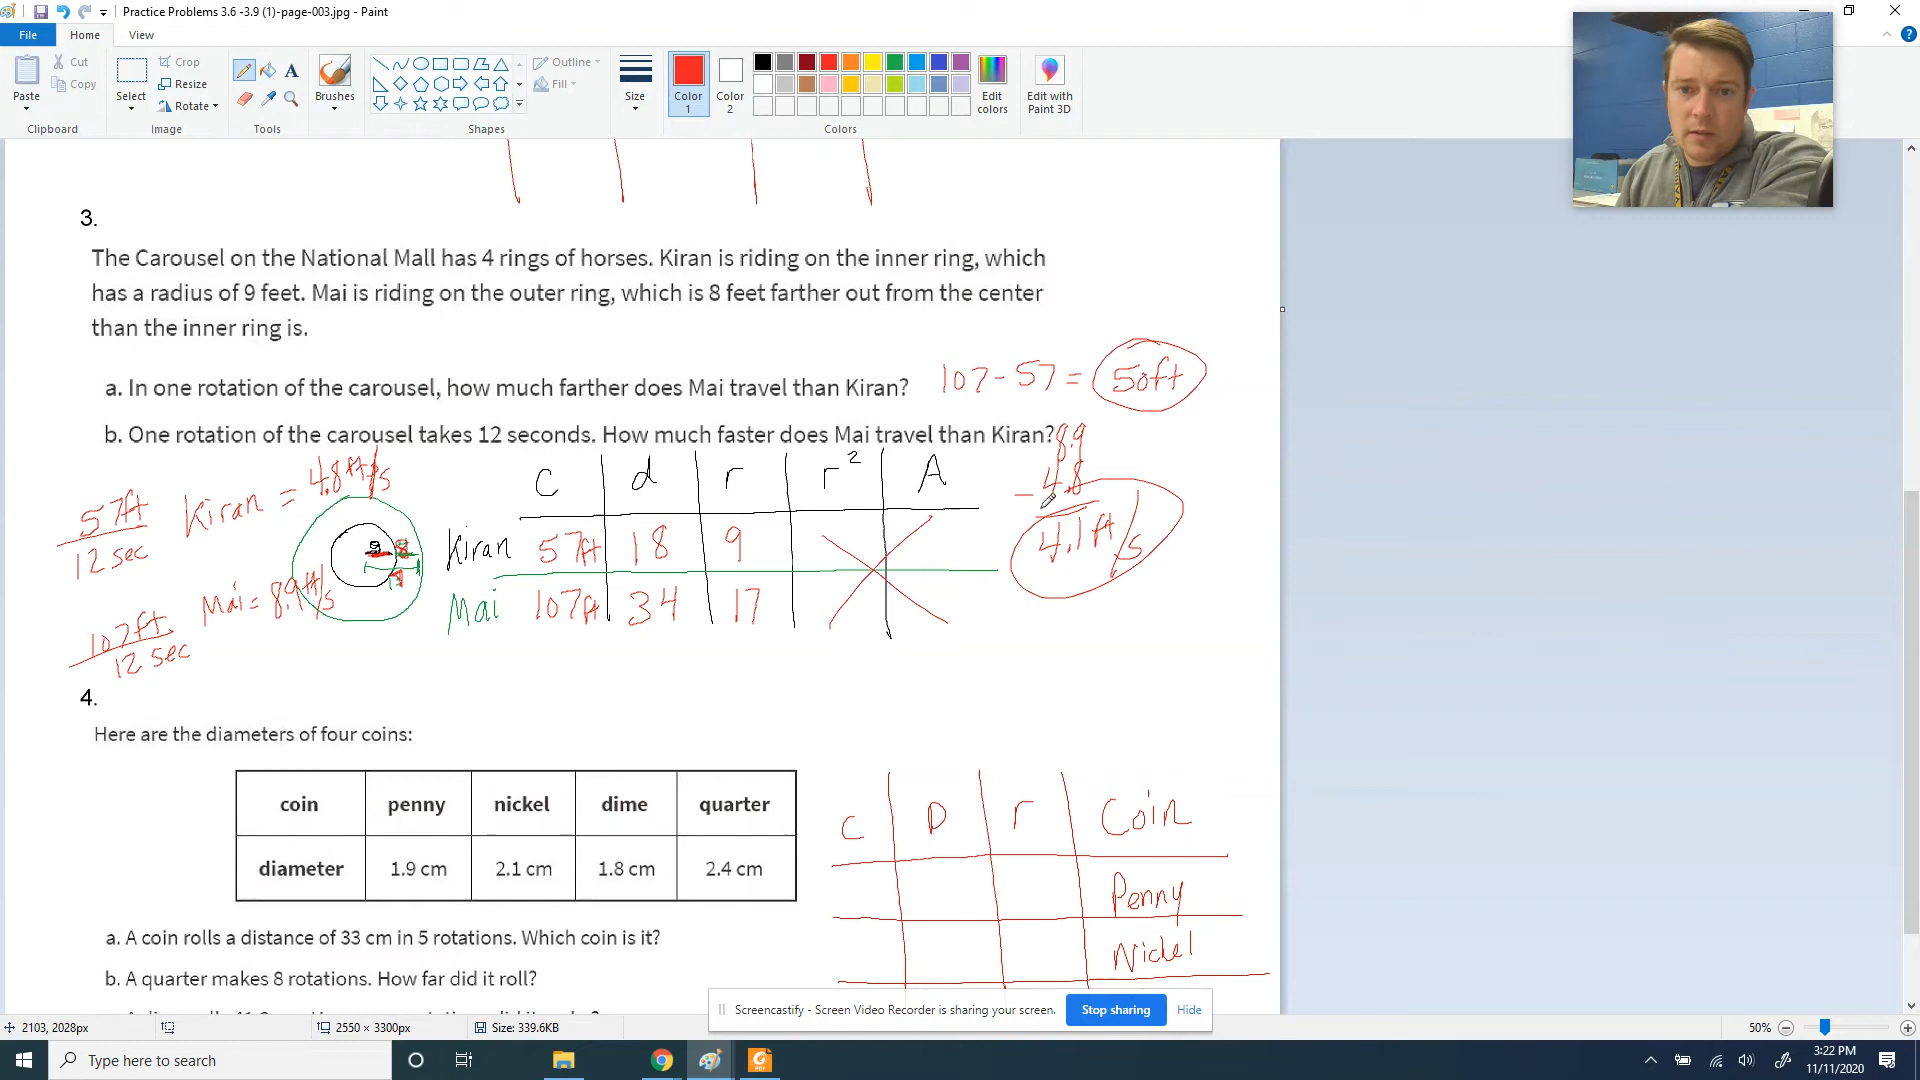 Practice Problems 3.6 -3.9 (1)-page-003.jpg - Paint
File Home View
Paste Cut Copy Clipboard
Select Crop Resize Rotate Image
Tools
Brushes
Outline Fill Shapes
Size
Color 1 Color 2 Edit colors Colors
Edit with Paint 3D
3.
The Carousel on the National Mall has 4 rings of horses. Kiran is riding on the inner ring, which
has a radius of 9 feet. Mai is riding on the outer ring, which is 8 feet farther out from the center
than the inner ring is.
a. In one rotation of the carousel, how much farther does Mai travel than Kiran? 107-57 = 50ft
b. One rotation of the carousel takes 12 seconds. How much faster does Mai travel than Kiran?
8.9
- 4.8
4.1 ft/s
57ft
12 sec
Kiran = 4.8ft/s
107ft
12 sec
Mai = 8.9ft/s
9 8
17
C d r r² A
Kiran 57ft 18 9
Mai 107ft 34 17
4.
Here are the diameters of four coins:
coin penny nickel dime quarter
diameter 1.9 cm 2.1 cm 1.8 cm 2.4 cm
C D r Coin
Penny
Nickel
a. A coin rolls a distance of 33 cm in 5 rotations. Which coin is it?
b. A quarter makes 8 rotations. How far did it roll?
Screencastify - Screen Video Recorder is sharing your screen. Stop sharing Hide
2103, 2028px 2550 × 3300px Size: 339.6KB 50%
Type here to search
3:22 PM
11/11/2020